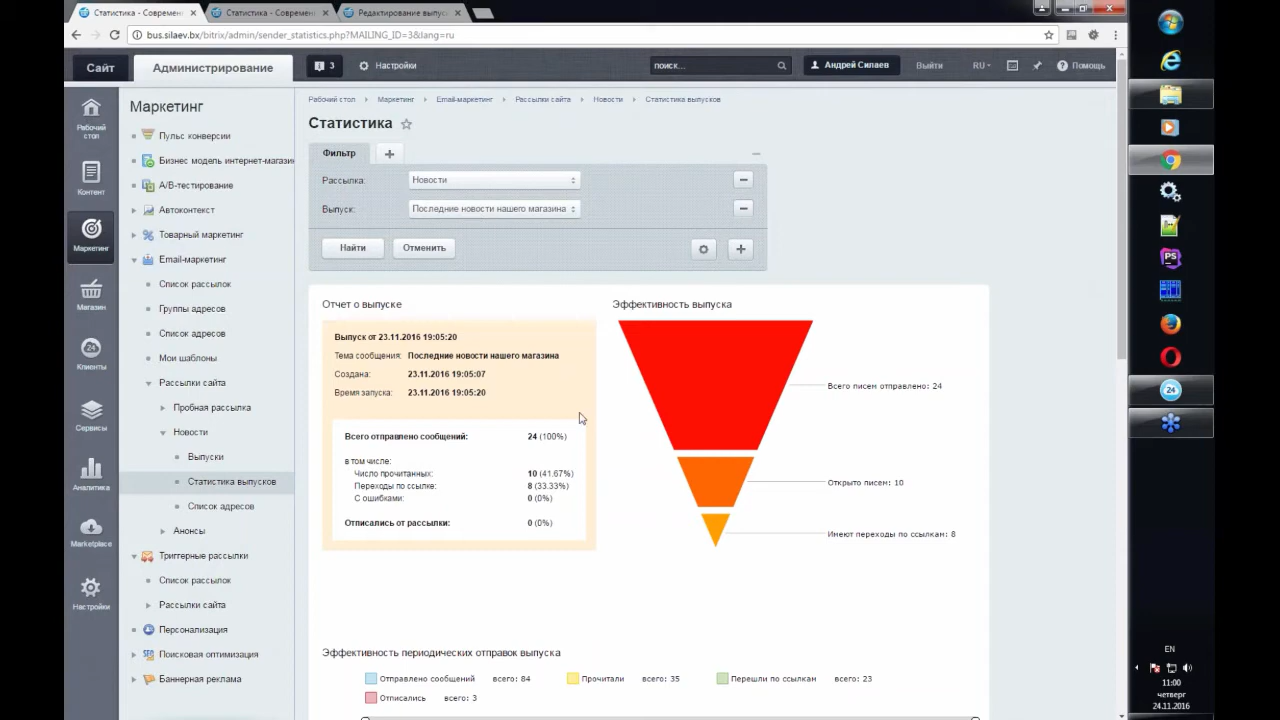 Статистика - Современн
Статистика - Современн
Редактирование выпус
bus.silaev.bx/bitrix/admin/sender_statistics.php?MAILING_ID=3&lang=ru
Сайт
Администрирование
3
Настройки
поиск...
Андрей Силаев
Выйти
RU
Помощь
Рабочий стол
Маркетинг
Email-маркетинг
Рассылки сайта
Новости
Статистика выпусков
Рабочий стол
Контент
Маркетинг
Магазин
24
Клиенты
Сервисы
Аналитика
Marketplace
Настройки
Маркетинг
Пульс конверсии
Бизнес модель интернет-магази
A/B-тестирование
Автоконтекст
Товарный маркетинг
Email-маркетинг
Список рассылок
Группы адресов
Список адресов
Мои шаблоны
Рассылки сайта
Пробная рассылка
Новости
Выпуски
Статистика выпусков
Список адресов
Анонсы
Триггерные рассылки
Список рассылок
Рассылки сайта
Персонализация
Поисковая оптимизация
Баннерная реклама
Статистика
Фильтр
Рассылка: Новости
Выпуск: Последние новости нашего магазина
Найти
Отменить
Отчет о выпуске
Выпуск от 23.11.2016 19:05:20
Тема сообщения: Последние новости нашего магазина
Создана: 23.11.2016 19:05:07
Время запуска: 23.11.2016 19:05:20
Всего отправлено сообщений: 24 (100%)
в том числе:
Число прочитанных: 10 (41.67%)
Переходы по ссылке: 8 (33.33%)
С ошибками: 0 (0%)
Отписались от рассылки: 0 (0%)
Эффективность выпуска
Всего писем отправлено: 24
Открыто писем: 10
Имеют переходы по ссылкам: 8
Эффективность периодических отправок выпуска
Отправлено сообщений всего: 84
Прочитали всего: 35
Перешли по ссылкам всего: 23
Отписались всего: 3
PS
24
EN
11:00
четверг
24.11.2016